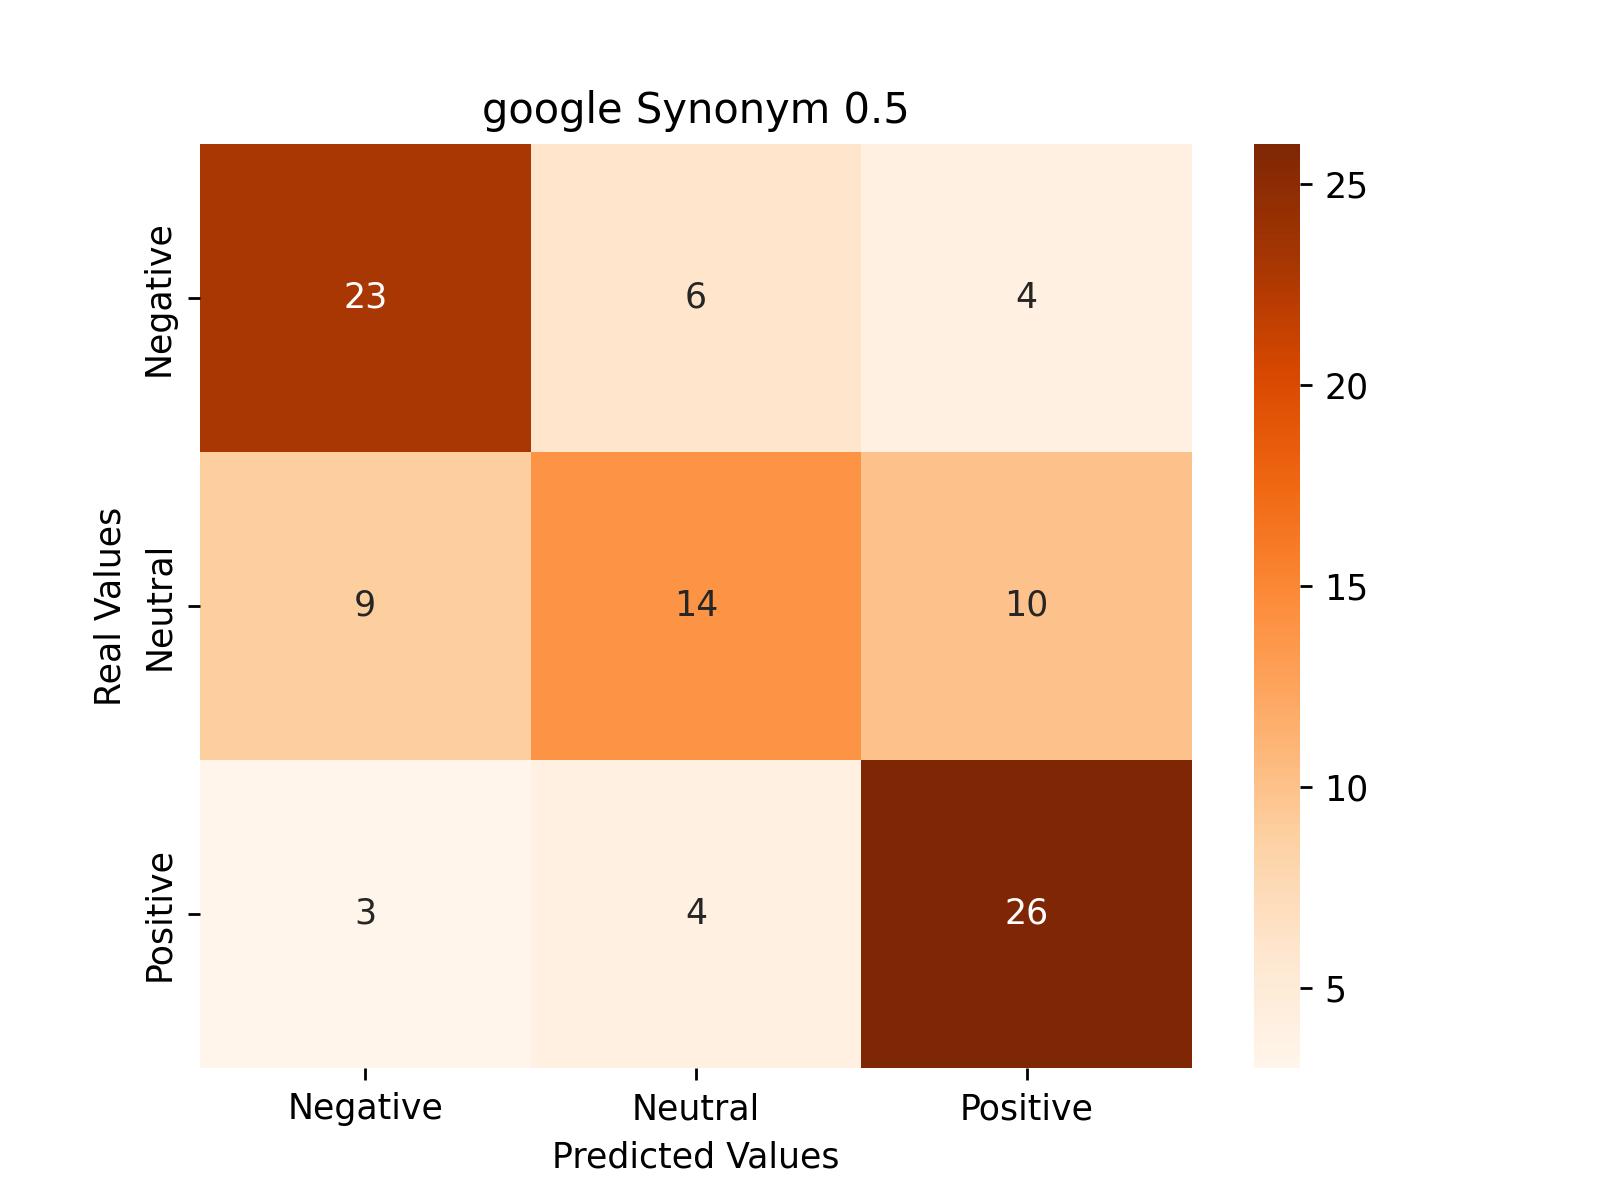 google Synonym 0.5
Real Values
Negative
23 6 4
Neutral
9 14 10
Positive
3 4 26
Negative Neutral Positive
Predicted Values
25
20
15
10
5